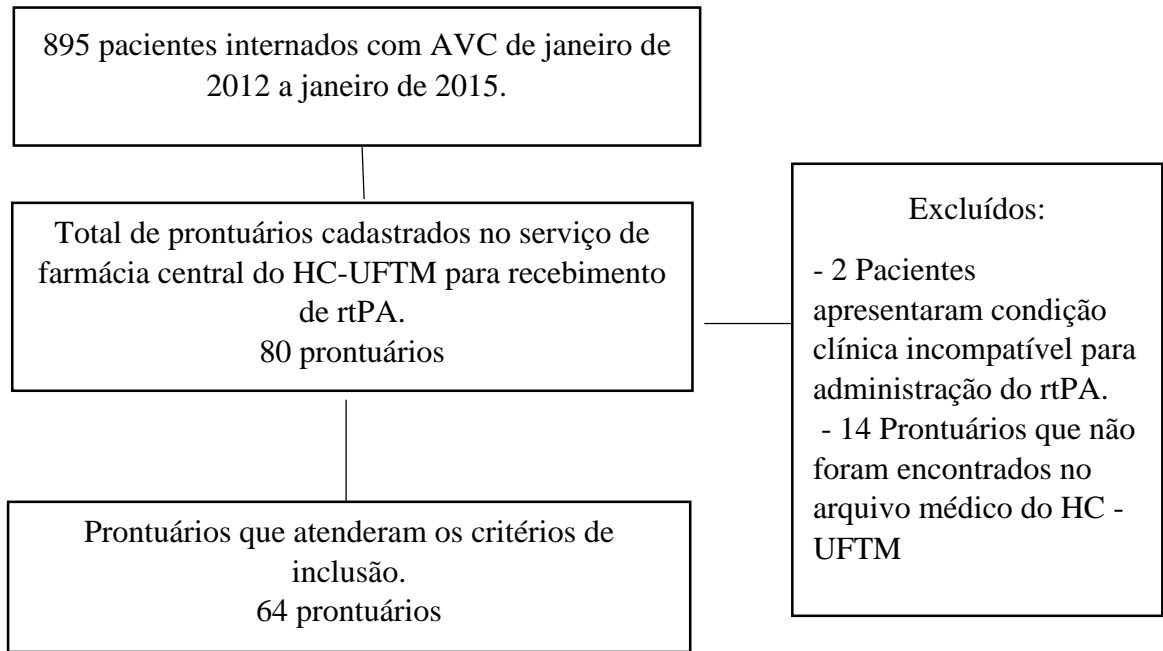 895 pacientes internados com AVC de janeiro de
2012 a janeiro de 2015.
Total de prontuários cadastrados no serviço de
farmácia central do HC-UFTM para recebimento
de rtPA.
80 prontuários
Excluídos:
- 2 Pacientes
apresentaram condição
clínica incompatível para
administração do rtPA.
- 14 Prontuários que não
foram encontrados no
arquivo médico do HC -
UFTM
Prontuários que atenderam os critérios de
inclusão.
64 prontuários